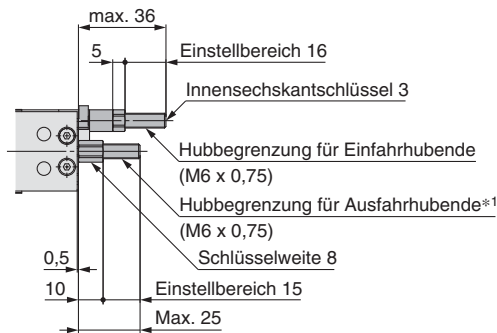 max. 36
5
Einstellbereich 16
Innensechskantschlüssel 3
Hubbegrenzung für Einfahrhubende
(M6 x 0,75)
Hubbegrenzung für Ausfahrhubende*1
(M6 x 0,75)
0,5
Schlüsselweite 8
10
Einstellbereich 15
Max. 25